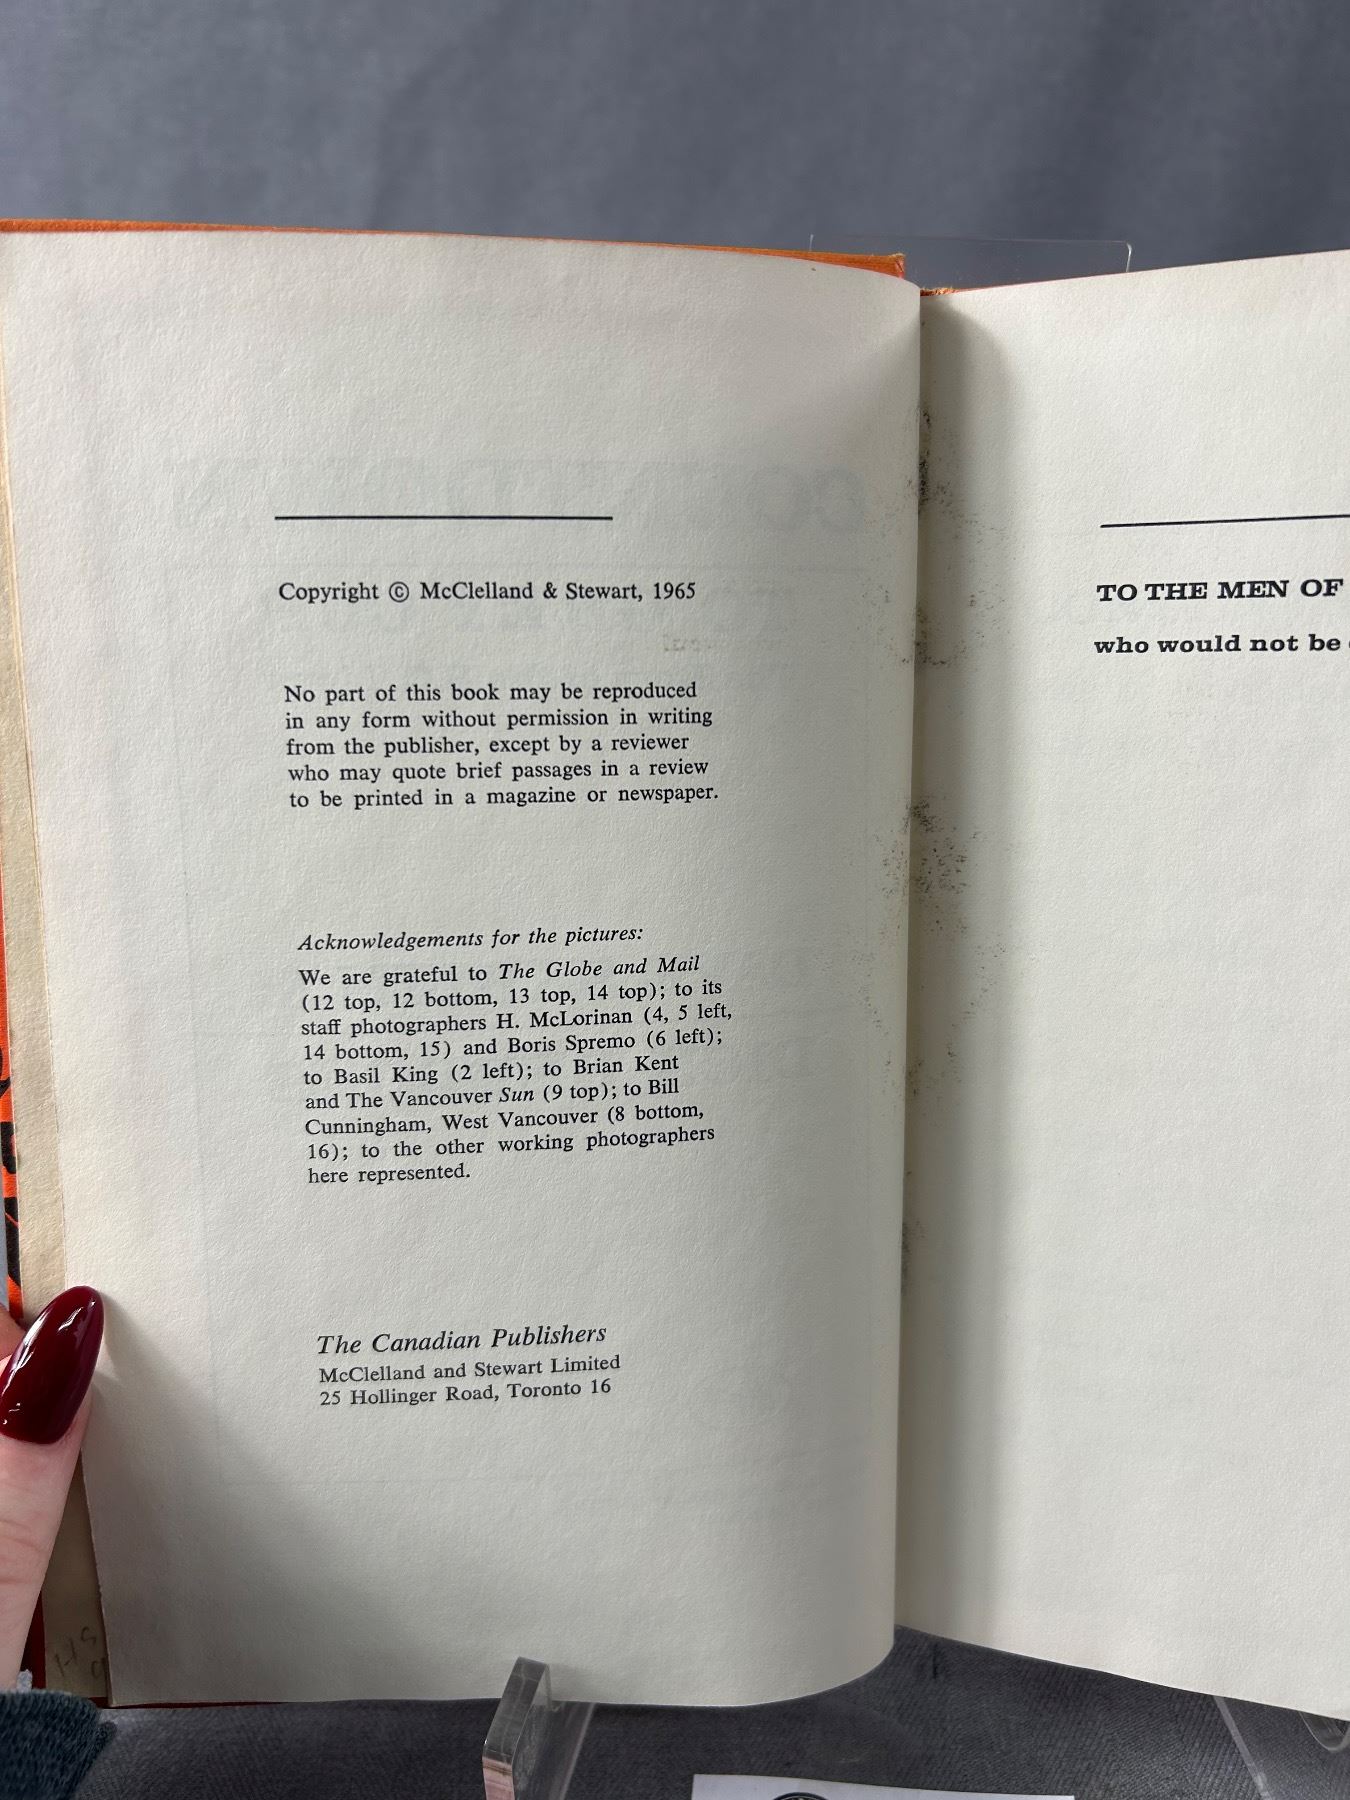 Copyright © McClelland & Stewart, 1965
No part of this book may be reproduced
in any form without permission in writing
from the publisher, except by a reviewer
who may quote brief passages in a review
to be printed in a magazine or newspaper.
Acknowledgements for the pictures:
We are grateful to The Globe and Mail
(12 top, 12 bottom, 13 top, 14 top); to its
staff photographers H. McLorinan (4, 5 left,
14 bottom, 15) and Boris Spremo (6 left);
to Basil King (2 left); to Brian Kent
and The Vancouver Sun (9 top); to Bill
Cunningham, West Vancouver (8 bottom,
16); to the other working photographers
here represented.
The Canadian Publishers
McClelland and Stewart Limited
25 Hollinger Road, Toronto 16
TO THE MEN OF
who would not be